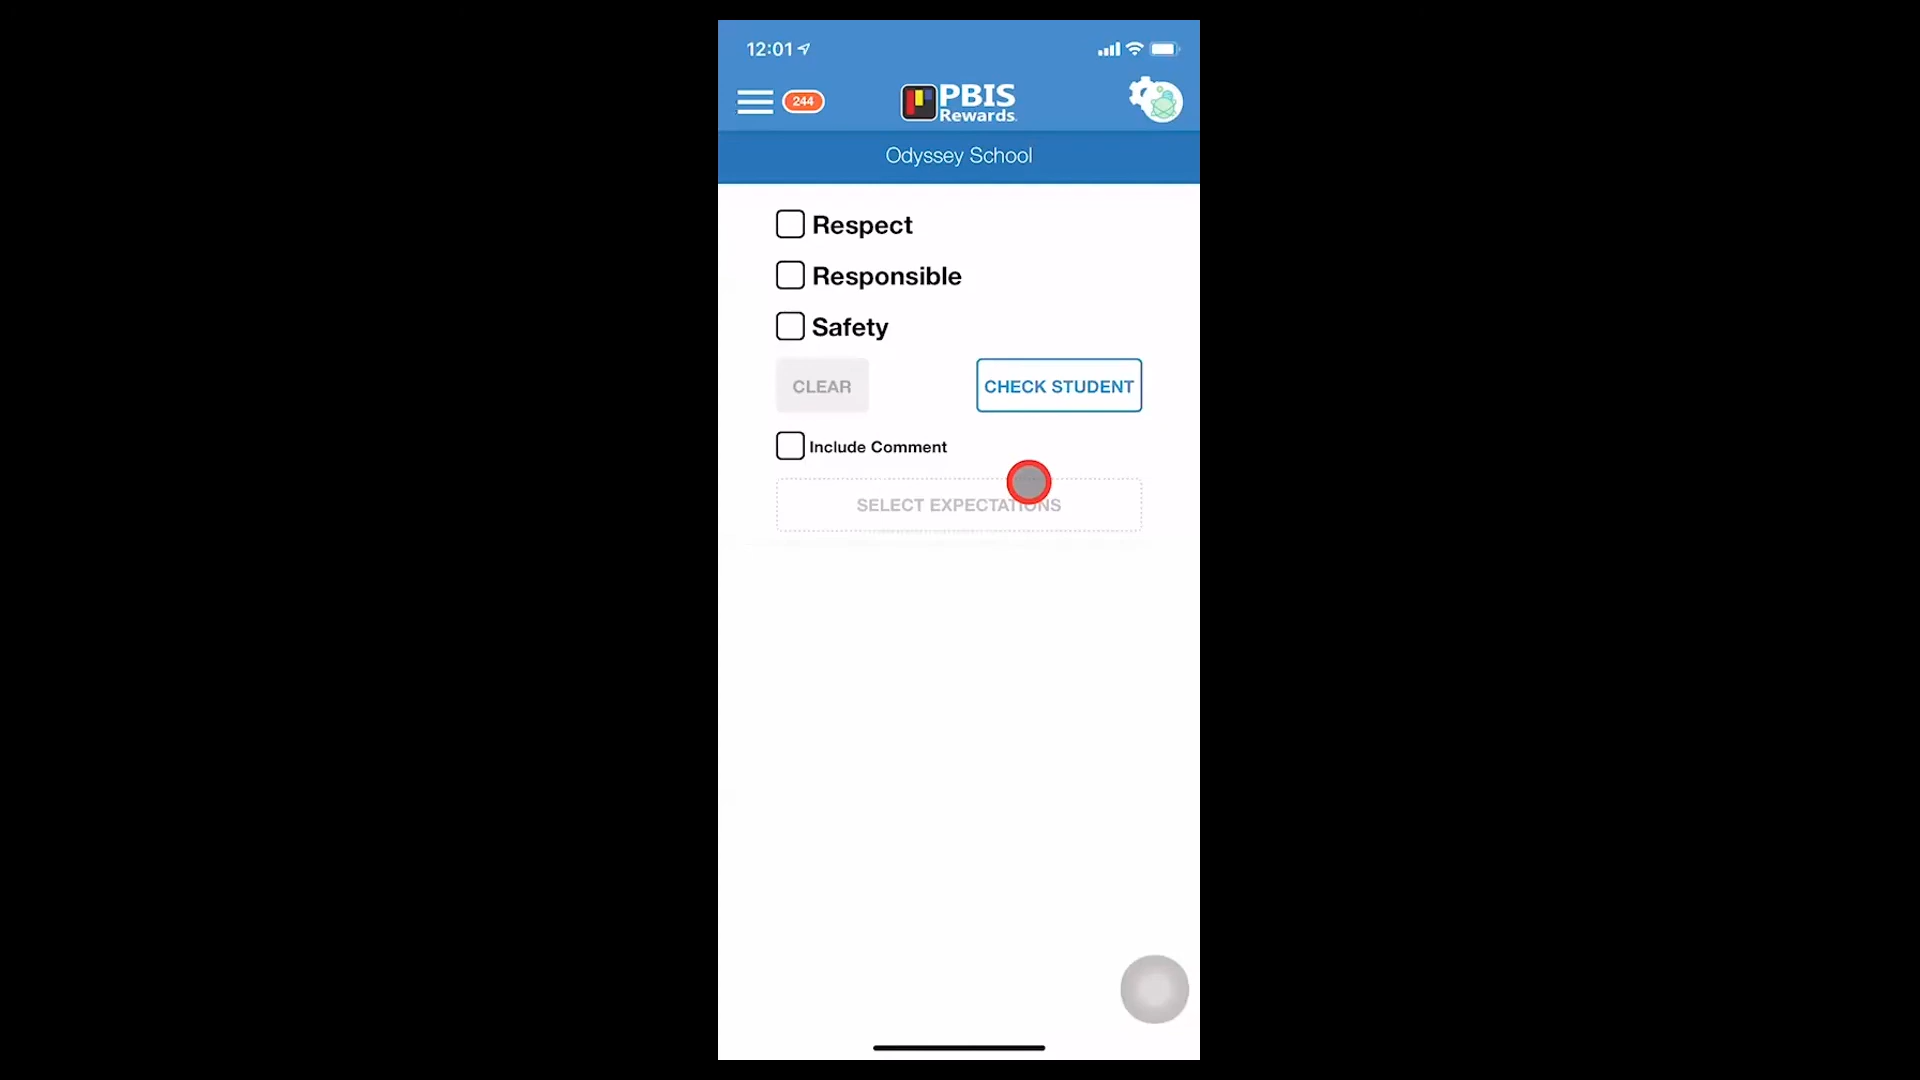 12:01
244
PBIS
Rewards
Odyssey School
Respect
Responsible
Safety
CLEAR
CHECK STUDENT
Include Comment
SELECT EXPECTATIONS